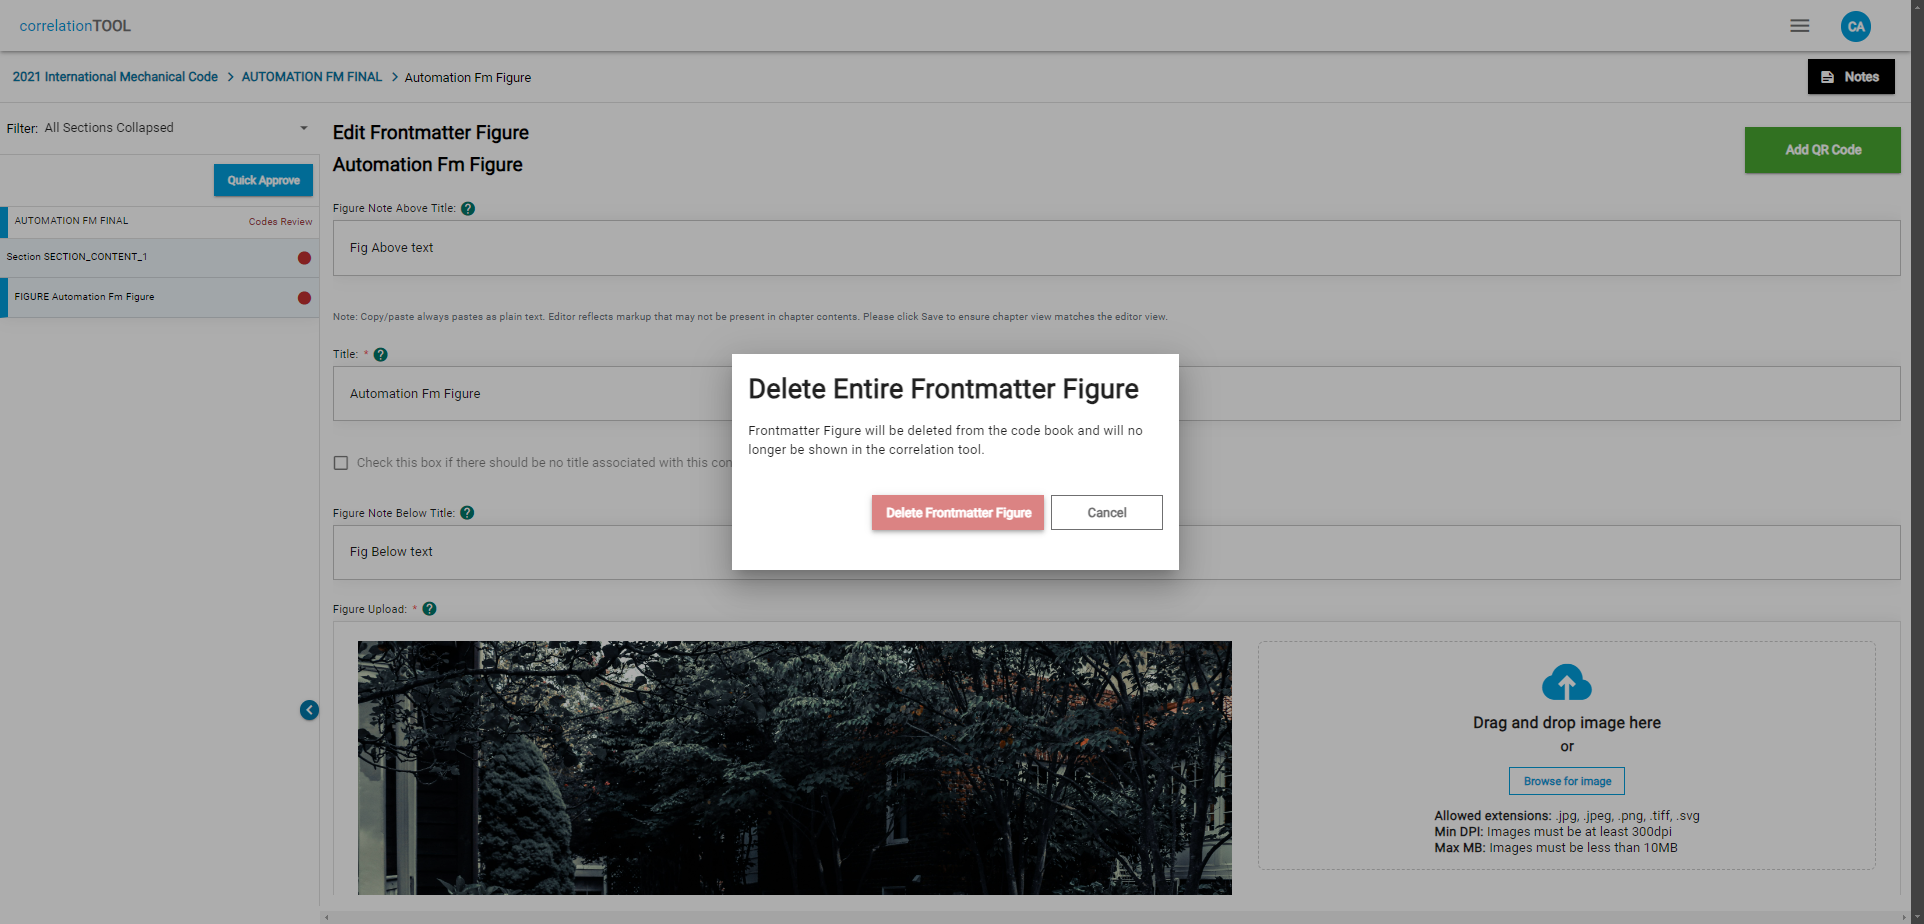 correlationTOOL
CA
2021 International Mechanical Code > AUTOMATION FM FINAL > Automation Fm Figure
Notes
Filter: All Sections Collapsed
Quick Approve
AUTOMATION FM FINAL Codes Review
Section SECTION_CONTENT_1
FIGURE Automation Fm Figure
Edit Frontmatter Figure
Automation Fm Figure
Add QR Code
Figure Note Above Title: ?
Fig Above text
Note: Copy/paste always pastes as plain text. Editor reflects markup that may not be present in chapter contents. Please click Save to ensure chapter view matches the editor view.
Title: * ?
Automation Fm Figure
Check this box if there should be no title associated with this con
Figure Note Below Title: ?
Fig Below text
Figure Upload: * ?
Delete Entire Frontmatter Figure
Frontmatter Figure will be deleted from the code book and will no
longer be shown in the correlation tool.
Delete Frontmatter Figure
Cancel
Drag and drop image here
or
Browse for image
Allowed extensions: .jpg, .jpeg, .png, .tiff, .svg
Min DPI: Images must be at least 300dpi
Max MB: Images must be less than 10MB